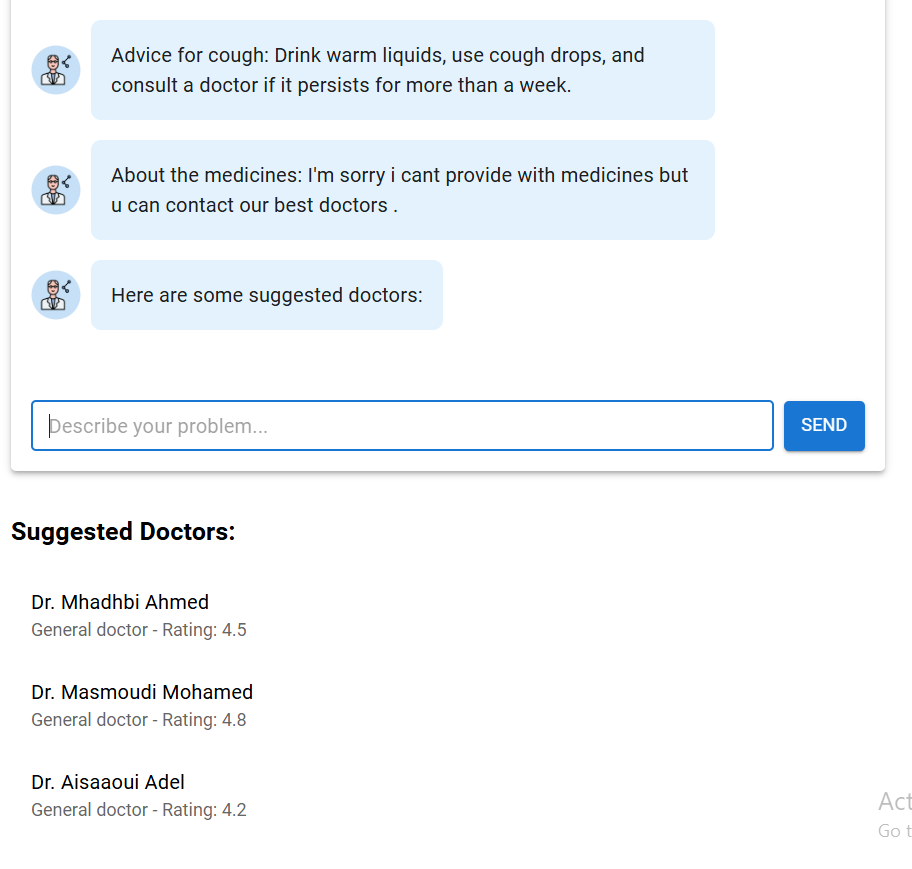 Advice for cough: Drink warm liquids, use cough drops, and
consult a doctor if it persists for more than a week.
About the medicines: I'm sorry i cant provide with medicines but
u can contact our best doctors .
Here are some suggested doctors:
Describe your problem...
SEND
Suggested Doctors:
Dr. Mhadhbi Ahmed
General doctor - Rating: 4.5
Dr. Masmoudi Mohamed
General doctor - Rating: 4.8
Dr. Aisaaoui Adel
General doctor - Rating: 4.2
Act
Go t